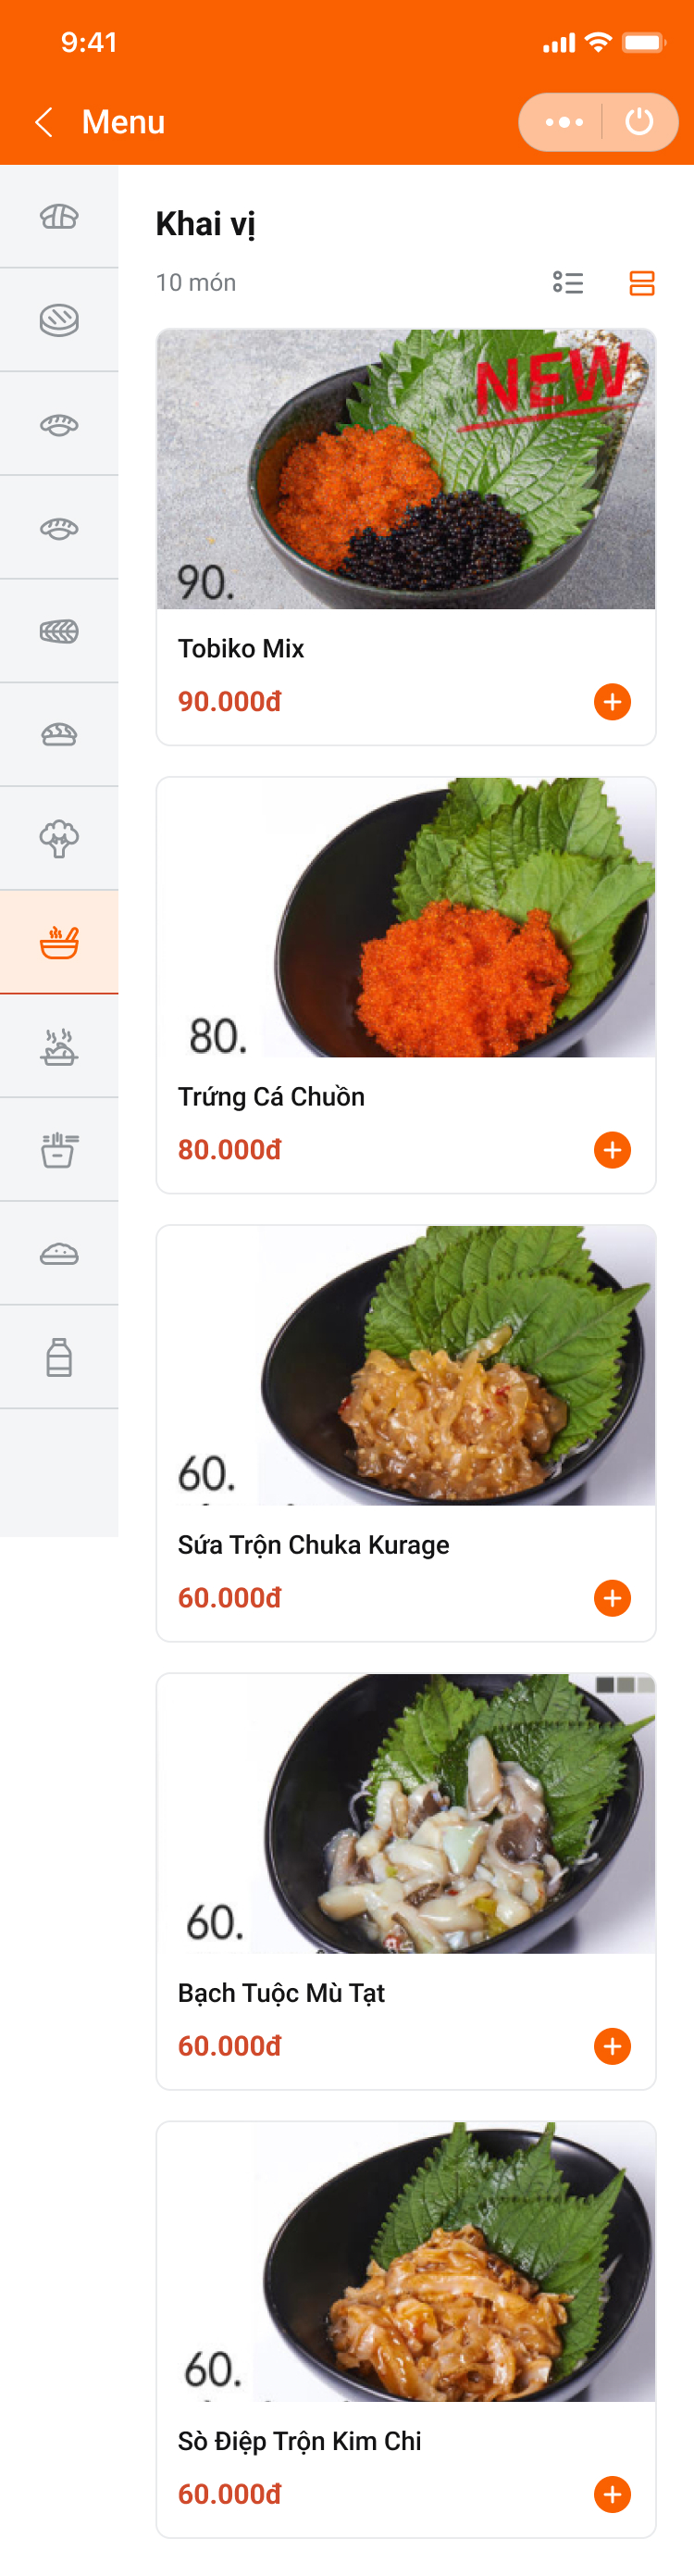 9:41
Menu
Khai vị
10 món
NEW
90.
Tobiko Mix
90.000đ
80.
Trứng Cá Chuồn
80.000đ
60.
Sứa Trộn Chuka Kurage
60.000đ
60.
Bạch Tuộc Mù Tạt
60.000đ
60.
Sò Điệp Trộn Kim Chi
60.000đ